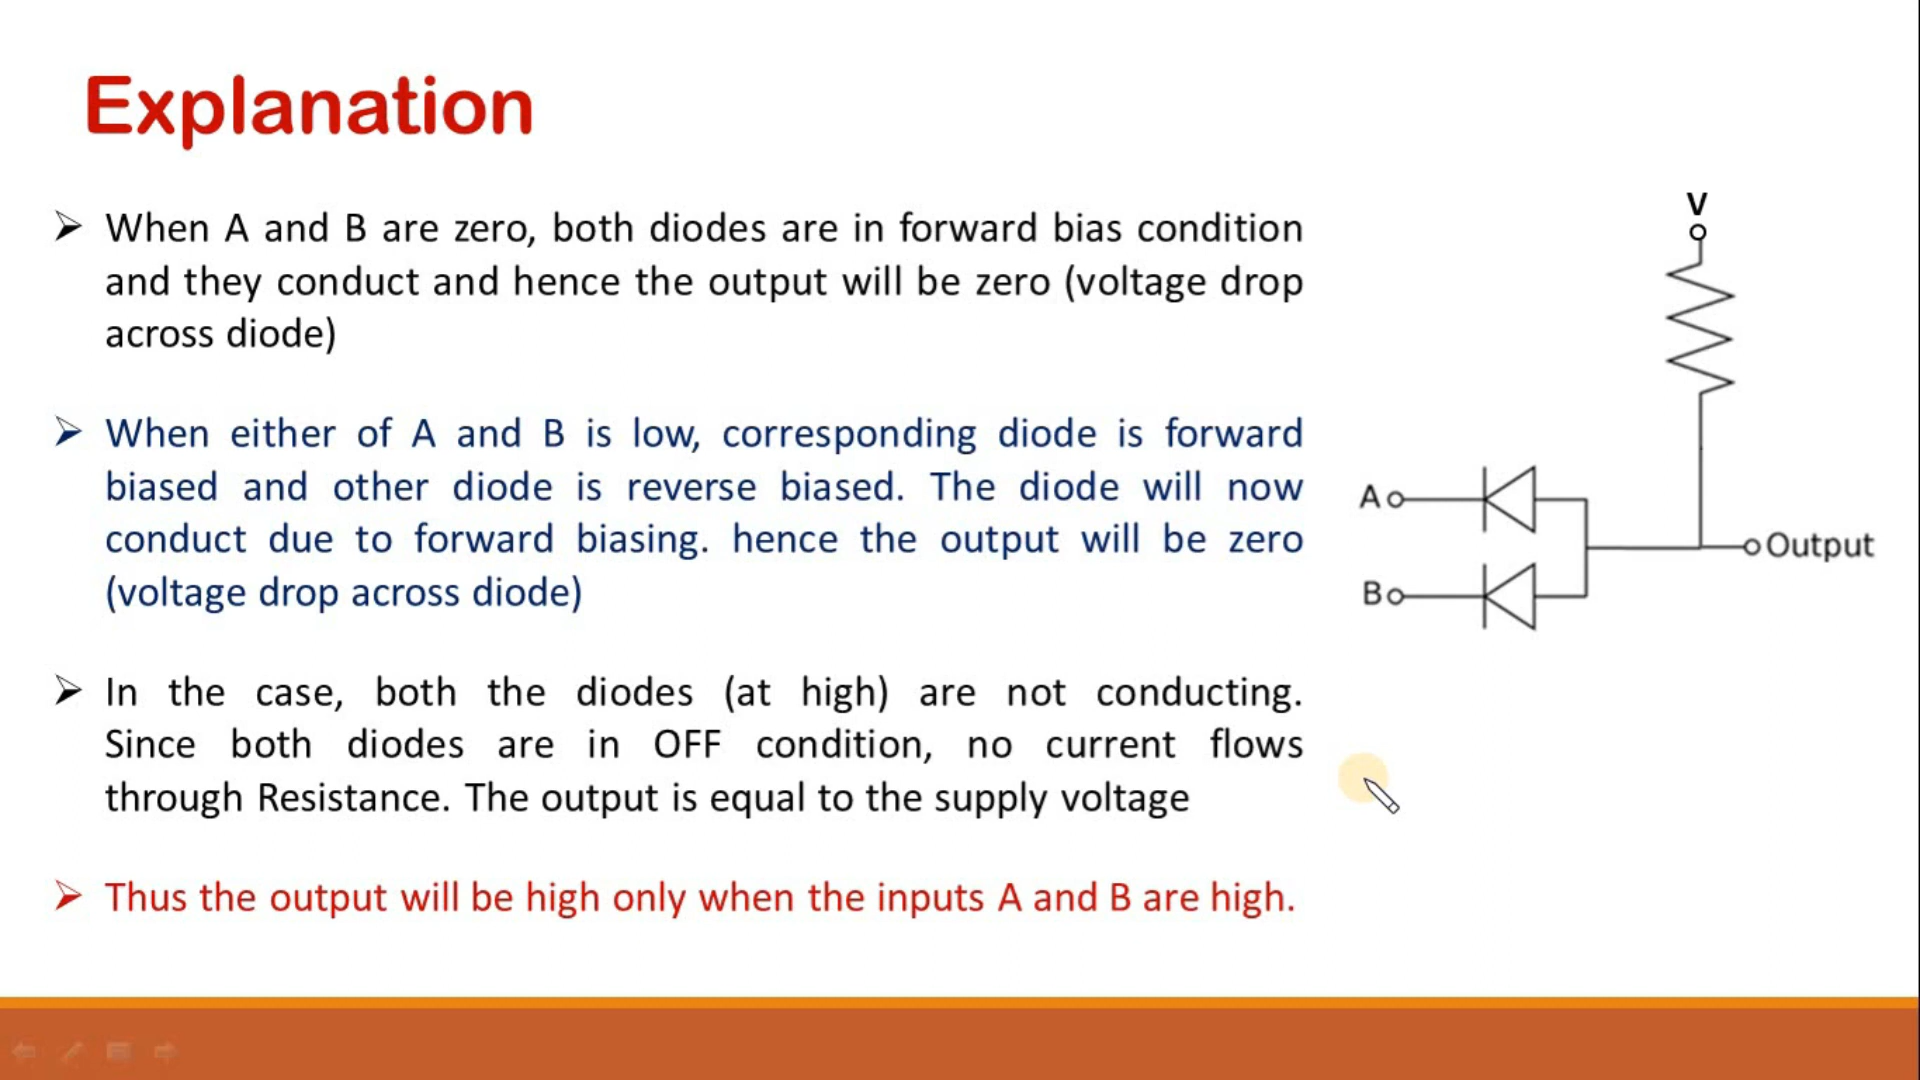 Explanation
When A and B are zero, both diodes are in forward bias condition
and they conduct and hence the output will be zero (voltage drop
across diode)
When either of A and B is low, corresponding diode is forward
biased and other diode is reverse biased. The diode will now
conduct due to forward biasing. hence the output will be zero
(voltage drop across diode)
In the case, both the diodes (at high) are not conducting.
Since both diodes are in OFF condition, no current flows
through Resistance. The output is equal to the supply voltage
Thus the output will be high only when the inputs A and B are high.
V
A
Output
B